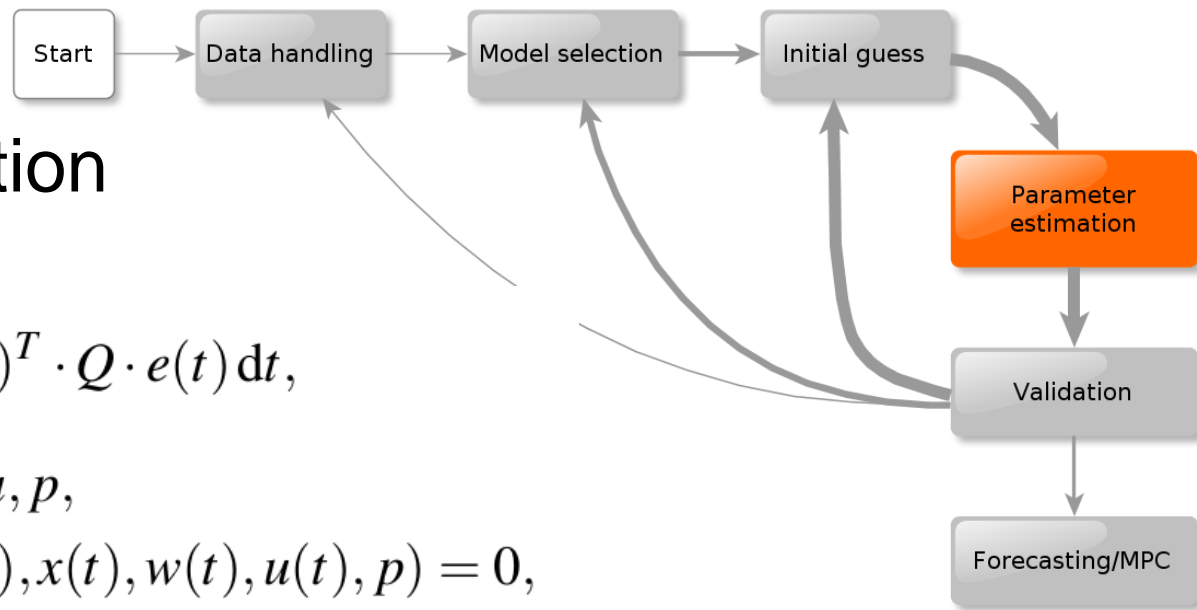 Start
Data handling
Model selection
Initial guess
tion
Parameter
estimation
)ᵀ · Q · e(t) dt,
Validation
, p,
), x(t), w(t), u(t), p) = 0,
Forecasting/MPC